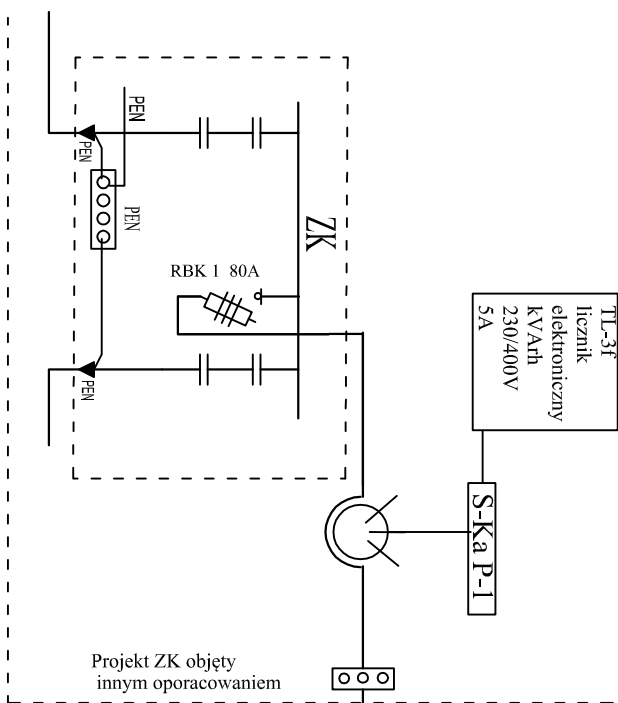 PEN
PEN
PEN
ZK
RBK 1 80A
PEN
TL-3f
licznik
elektroniczny
kVArh
230/400V
5A
S-Ka P-1
Projekt ZK objęty
innym oporacowaniem